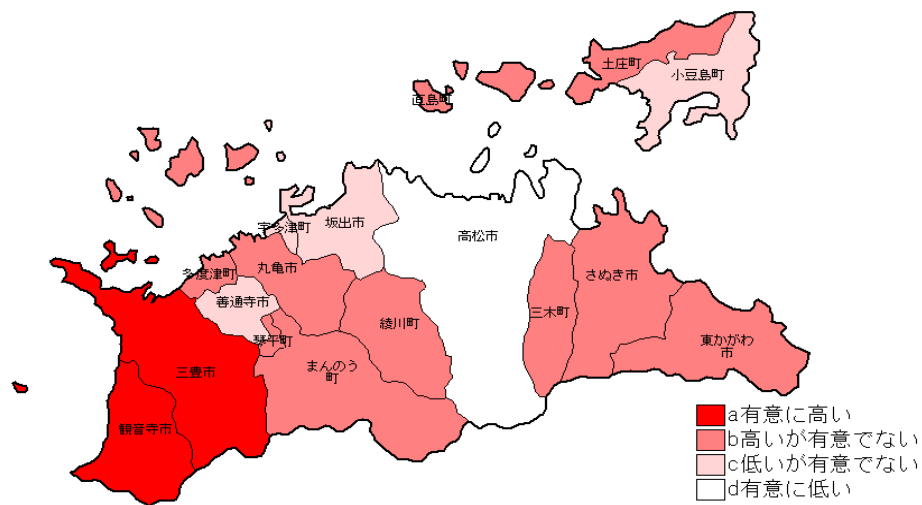 土庄町
小豆島町
直島町
宇多津町
坂出市
高松市
多度津町
丸亀市
さぬき市
善通寺市
綾川町
三木町
琴平町
まんのう
町
東かがわ
市
三豊市
観音寺市
a有意に高い
b高いが有意でない
c低いが有意でない
d有意に低い